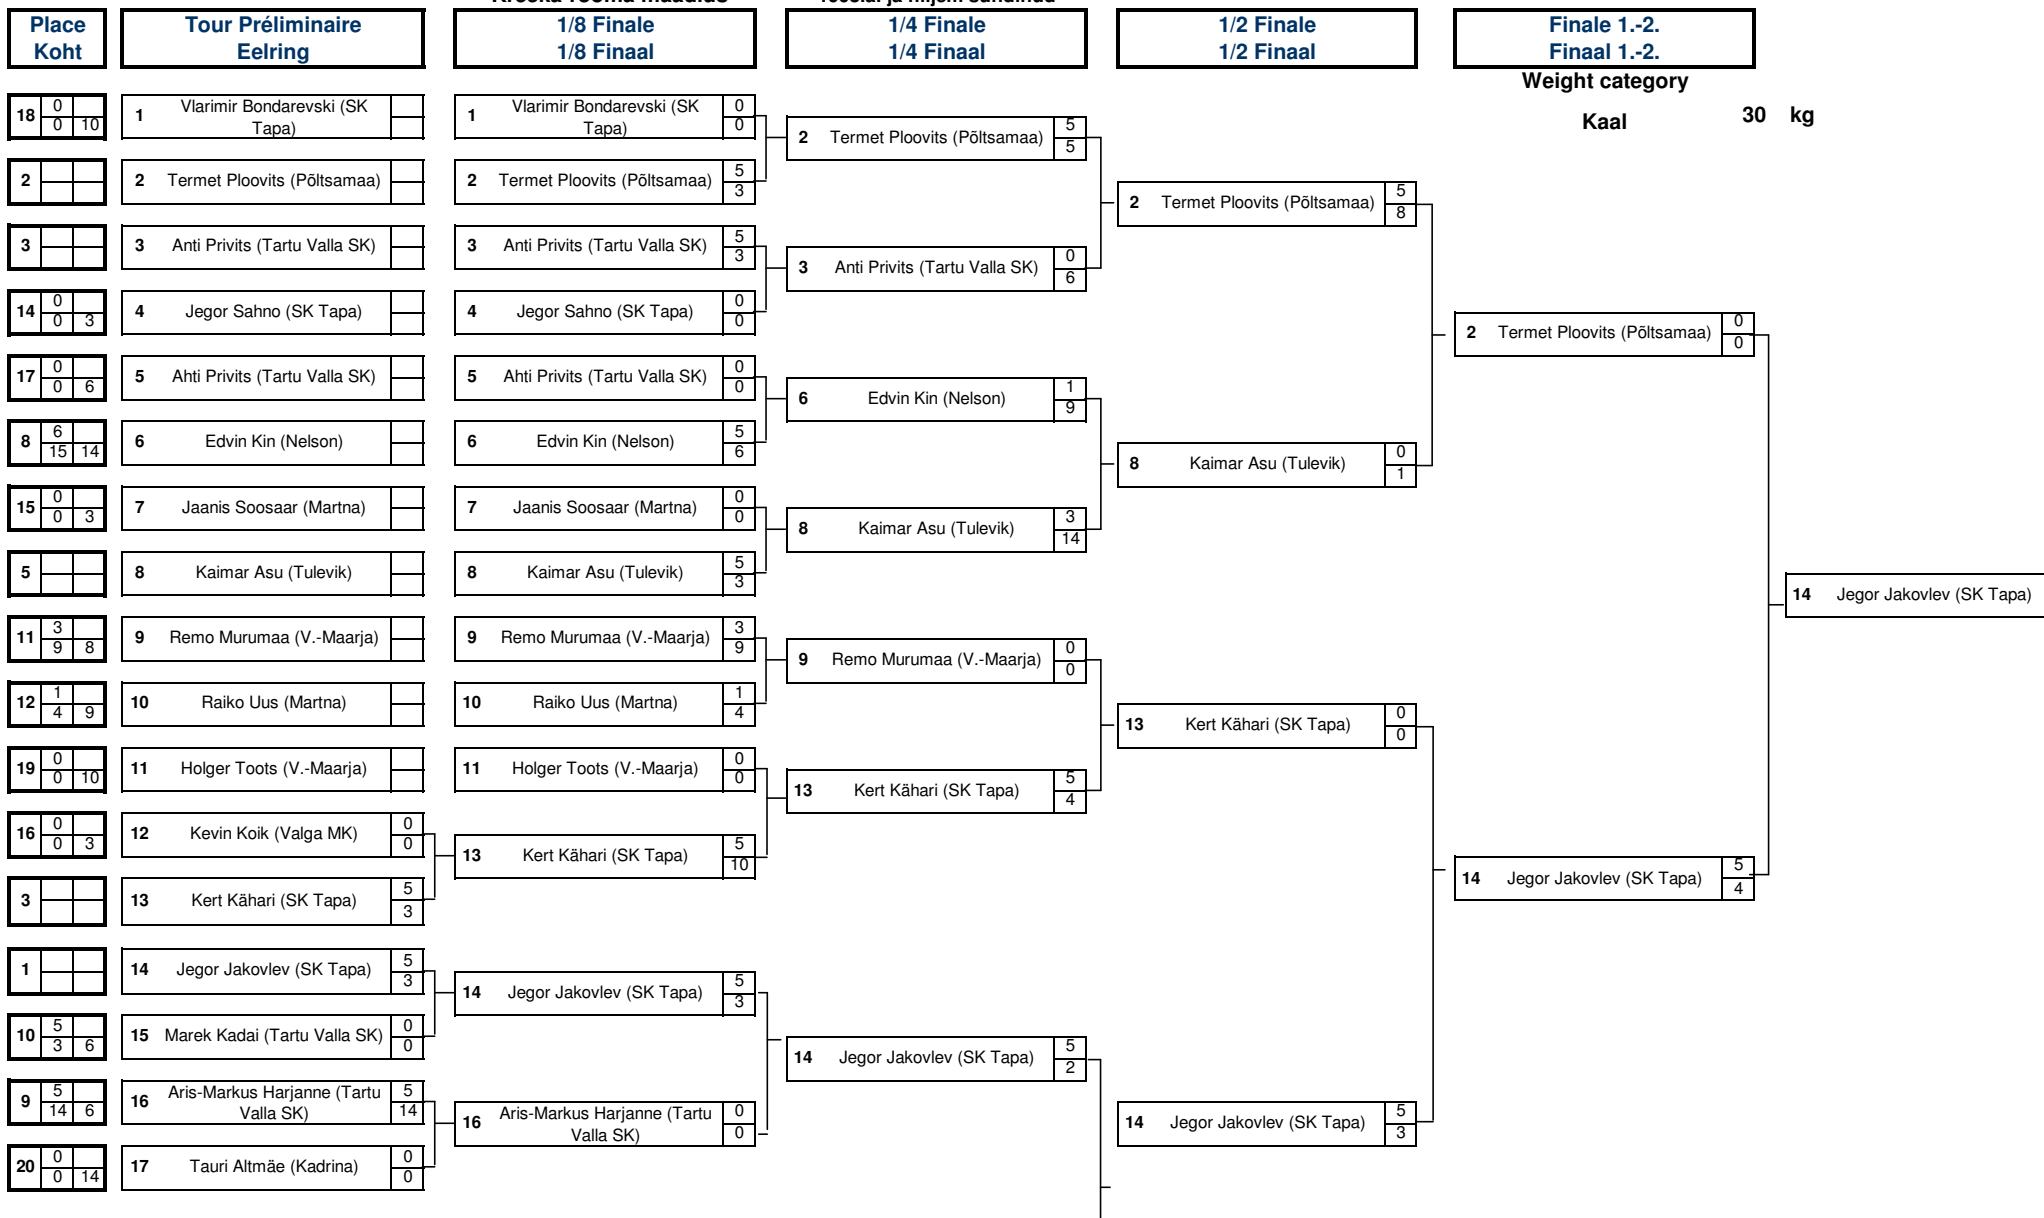 Place
Koht
Tour Préliminaire
Eelring
1/8 Finale
1/8 Finaal
1/4 Finale
1/4 Finaal
1/2 Finale
1/2 Finaal
Finale 1.-2.
Finaal 1.-2.
Weight category
Kaal 30 kg
18 0 0 10
1 Vlarimir Bondarevski (SK
Tapa)
1 Vlarimir Bondarevski (SK
Tapa) 0 0
2 Termet Ploovits (Põltsamaa) 5 5
2
2 Termet Ploovits (Põltsamaa)
2 Termet Ploovits (Põltsamaa) 5 3
2 Termet Ploovits (Põltsamaa) 5 8
3
3 Anti Privits (Tartu Valla SK)
3 Anti Privits (Tartu Valla SK) 5 3
3 Anti Privits (Tartu Valla SK) 0 6
14 0 0 3
4 Jegor Sahno (SK Tapa)
4 Jegor Sahno (SK Tapa) 0 0
2 Termet Ploovits (Põltsamaa) 0 0
17 0 0 6
5 Ahti Privits (Tartu Valla SK)
5 Ahti Privits (Tartu Valla SK) 0 0
6 Edvin Kin (Nelson) 1 9
8 6 15 14
6 Edvin Kin (Nelson)
6 Edvin Kin (Nelson) 5 6
8 Kaimar Asu (Tulevik) 0 1
15 0 0 3
7 Jaanis Soosaar (Martna)
7 Jaanis Soosaar (Martna) 0 0
8 Kaimar Asu (Tulevik) 3 14
5
8 Kaimar Asu (Tulevik)
8 Kaimar Asu (Tulevik) 5 3
14 Jegor Jakovlev (SK Tapa)
11 3 9 8
9 Remo Murumaa (V.-Maarja)
9 Remo Murumaa (V.-Maarja) 3 9
9 Remo Murumaa (V.-Maarja) 0 0
12 1 4 9
10 Raiko Uus (Martna)
10 Raiko Uus (Martna) 1 4
13 Kert Kähari (SK Tapa) 0 0
19 0 0 10
11 Holger Toots (V.-Maarja)
11 Holger Toots (V.-Maarja) 0 0
13 Kert Kähari (SK Tapa) 5 4
16 0 0 3
12 Kevin Koik (Valga MK) 0 0
13 Kert Kähari (SK Tapa) 5 10
14 Jegor Jakovlev (SK Tapa) 5 4
3
13 Kert Kähari (SK Tapa) 5 3
1
14 Jegor Jakovlev (SK Tapa) 5 3
14 Jegor Jakovlev (SK Tapa) 5 3
10 5 3 6
15 Marek Kadai (Tartu Valla SK) 0 0
14 Jegor Jakovlev (SK Tapa) 5 2
9 5 14 6
16 Aris-Markus Harjanne (Tartu
Valla SK) 5 14
16 Aris-Markus Harjanne (Tartu
Valla SK) 0 0
14 Jegor Jakovlev (SK Tapa) 5 3
20 0 0 14
17 Tauri Altmäe (Kadrina) 0 0